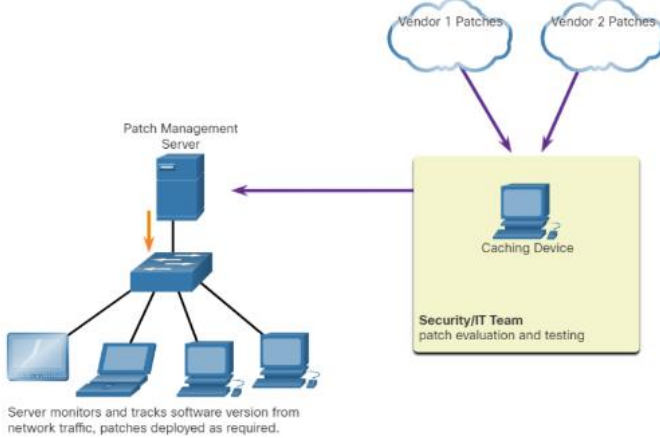 Vendor 1 Patches
Vendor 2 Patches
Patch Management
Server
Caching Device
Security/IT Team
patch evaluation and testing
Server monitors and tracks software version from
network traffic, patches deployed as required.